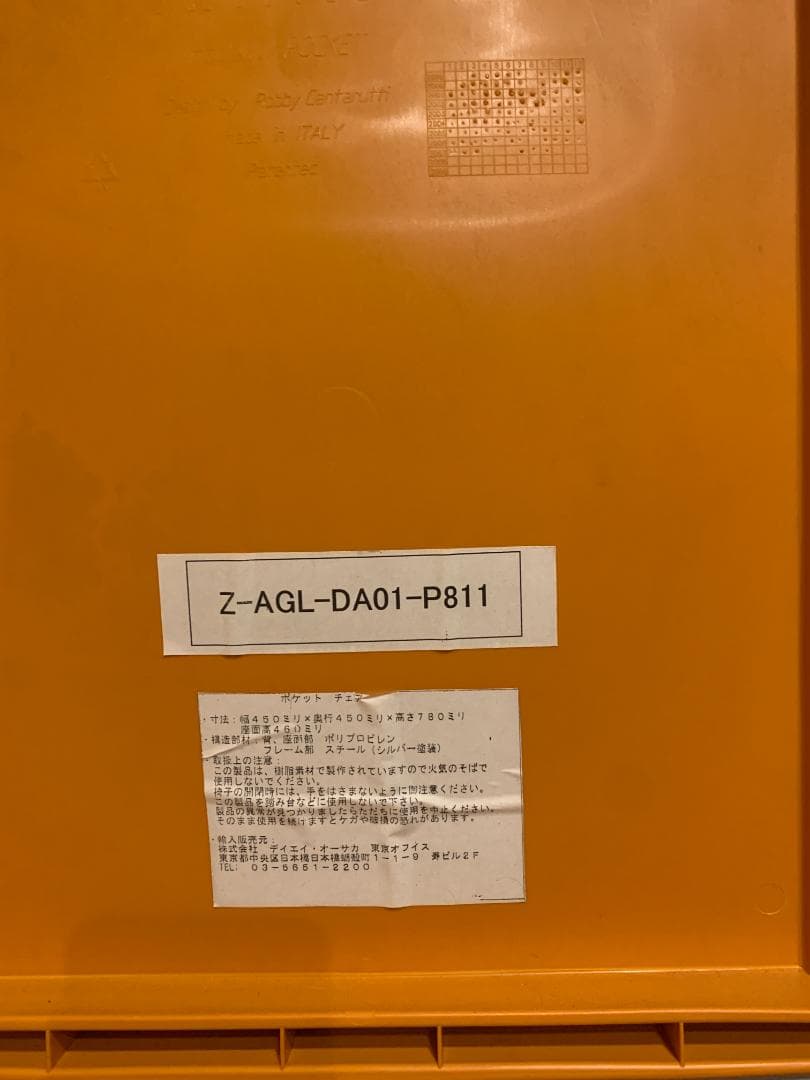 POCKET
Design by Robby Cantarutti
made in ITALY
Patented
Z-AGL-DA01-P811
ポケット チェア
・寸法：幅450ミリ×奥行450ミリ×高さ780ミリ
座面高460ミリ
・構造部材：背、座面部 ポリプロピレン
フレーム部 スチール（シルバー塗装）
・取扱上の注意：
この製品は、樹脂素材で製作されていますので火気のそばで
使用しないでください。
椅子の開閉時には、手をはさまないように御注意ください。
この製品を踏み台などに使用しないで下さい。
製品の異常が見つかりましたらただちに使用を中止ください。
そのまま使用を続けますとケガや破損の恐れがあります。
・輸入販売元：
株式会社 デイエイ・オーサカ 東京オフイス
東京都中央区日本橋日本橋蛎殻町1-1-9 ビル2F
TEL: 03-5651-2200